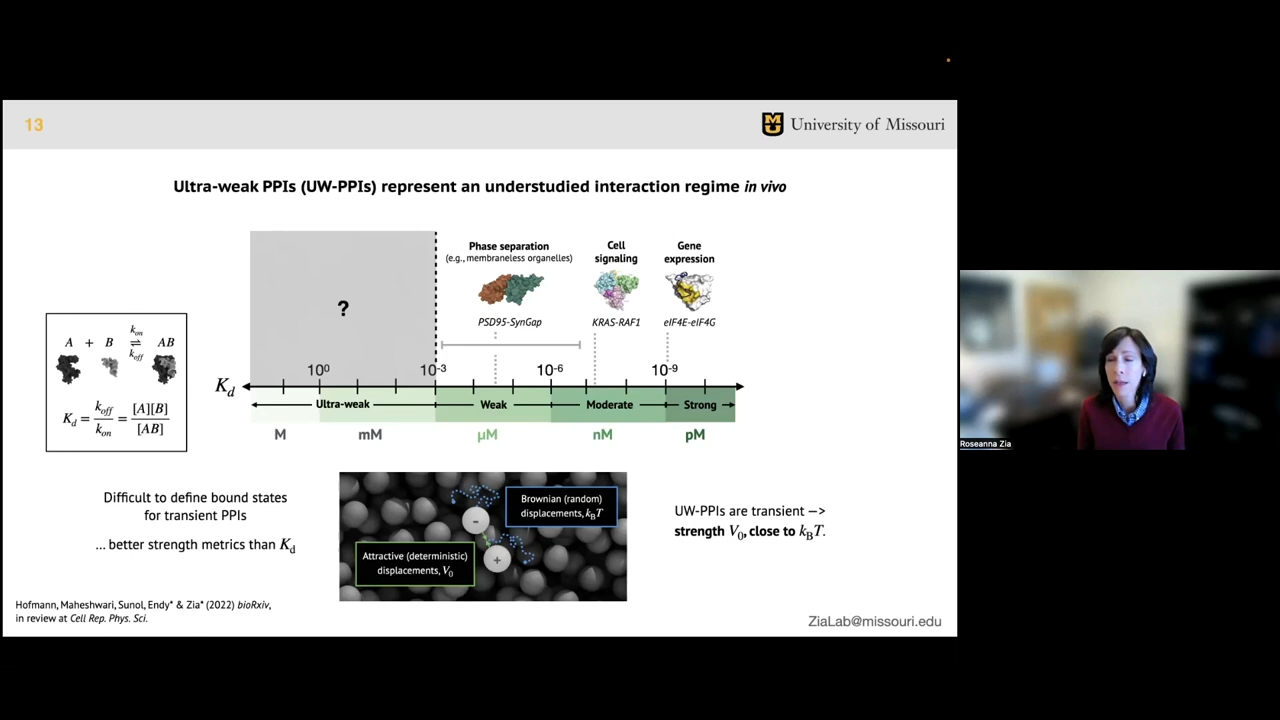 13
University of Missouri
Ultra-weak PPIs (UW-PPIs) represent an understudied interaction regime in vivo
Phase separation
(e.g., membraneless organelles)
Cell
signaling
Gene
expression
?
PSD95-SynGap
KRAS-RAF1
eIF4E-eIF4G
A + B k_on ⇌ k_off AB
K_d = k_off/k_on = [A][B]/[AB]
K_d
10⁰ 10⁻³ 10⁻⁶ 10⁻⁹
Ultra-weak Weak Moderate Strong
M mM µM nM pM
Difficult to define bound states
for transient PPIs
... better strength metrics than K_d
Brownian (random)
displacements, k_BT
-
+
Attractive (deterministic)
displacements, V₀
UW-PPIs are transient —>
strength V₀, close to k_BT.
Hofmann, Maheshwari, Sunol, Endy* & Zia* (2022) bioRxiv,
in review at Cell Rep. Phys. Sci.
ZiaLab@missouri.edu
Roseanna Zia